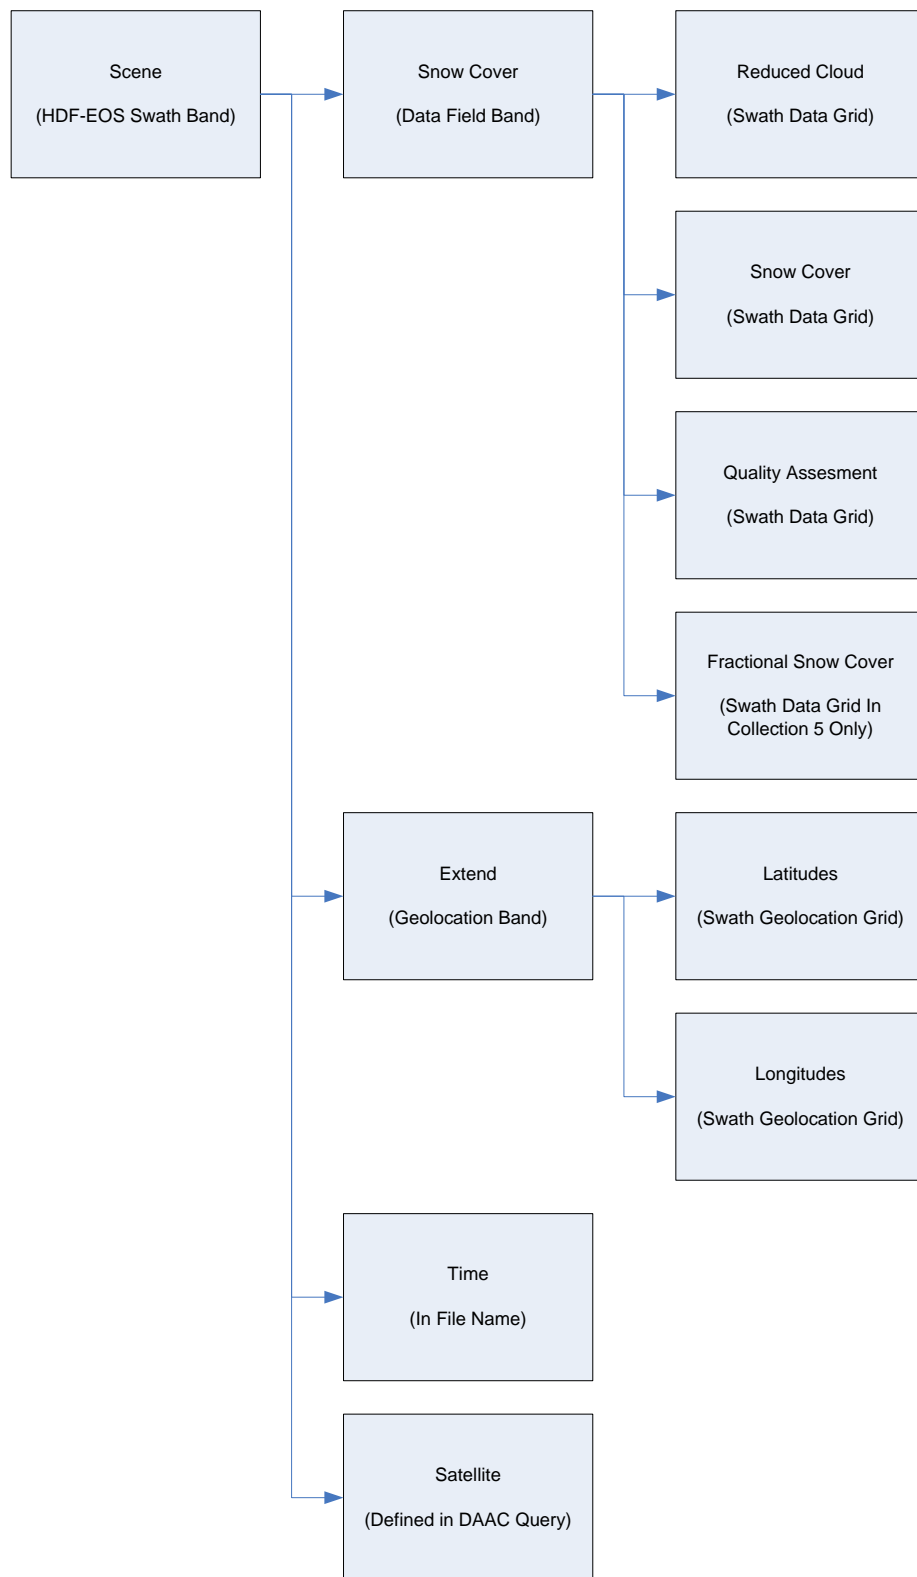 Scene
(HDF-EOS Swath Band)
Snow Cover
(Data Field Band)
Reduced Cloud
(Swath Data Grid)
Snow Cover
(Swath Data Grid)
Quality Assesment
(Swath Data Grid)
Fractional Snow Cover
(Swath Data Grid In
Collection 5 Only)
Extend
(Geolocation Band)
Latitudes
(Swath Geolocation Grid)
Longitudes
(Swath Geolocation Grid)
Time
(In File Name)
Satellite
(Defined in DAAC Query)